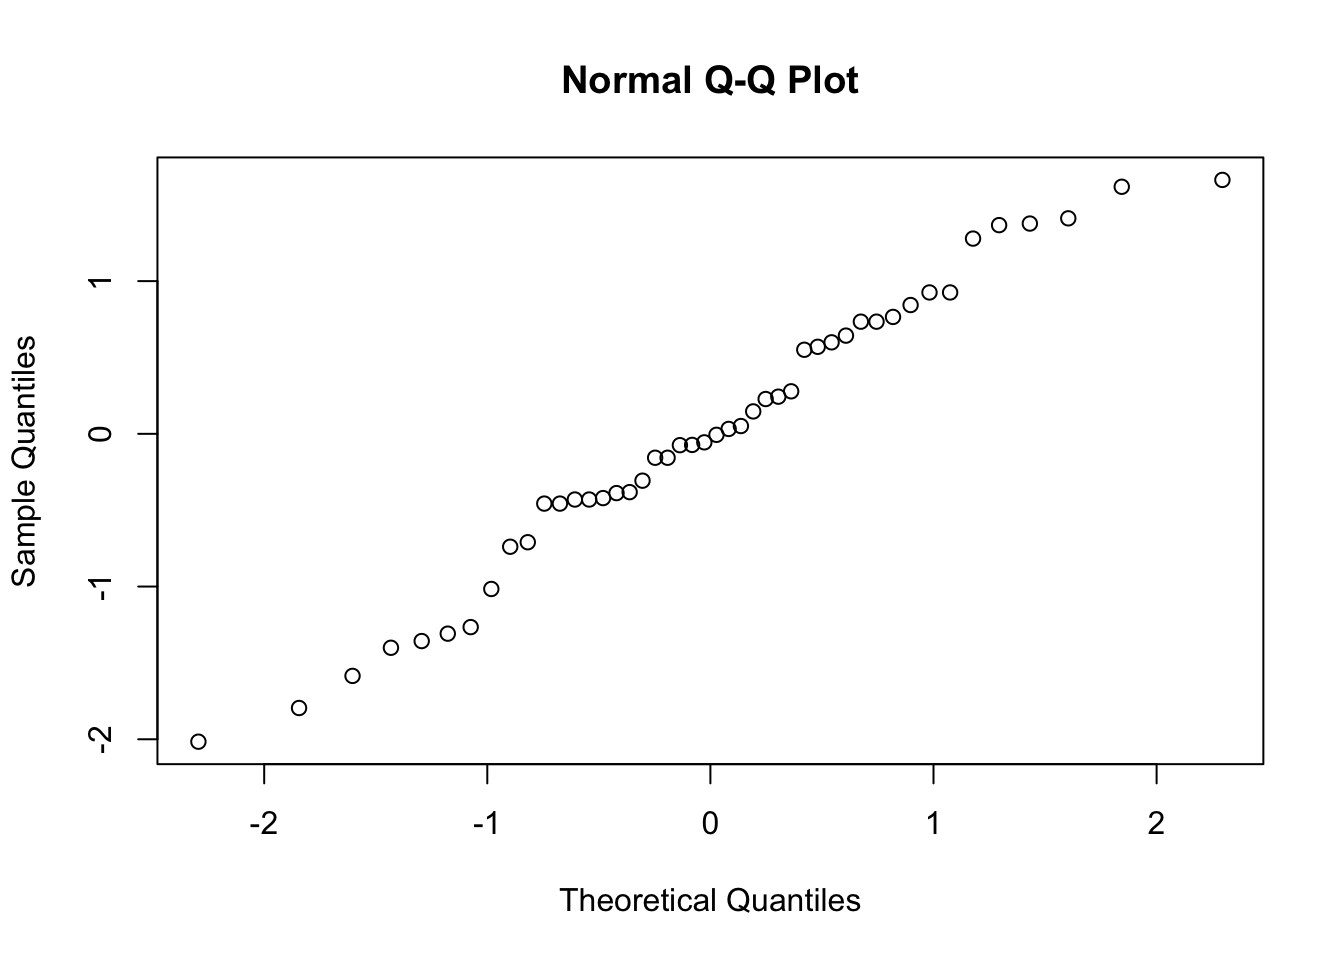 Normal Q-Q Plot
Sample Quantiles
1
0
-1
-2
-2 -1 0 1 2
Theoretical Quantiles